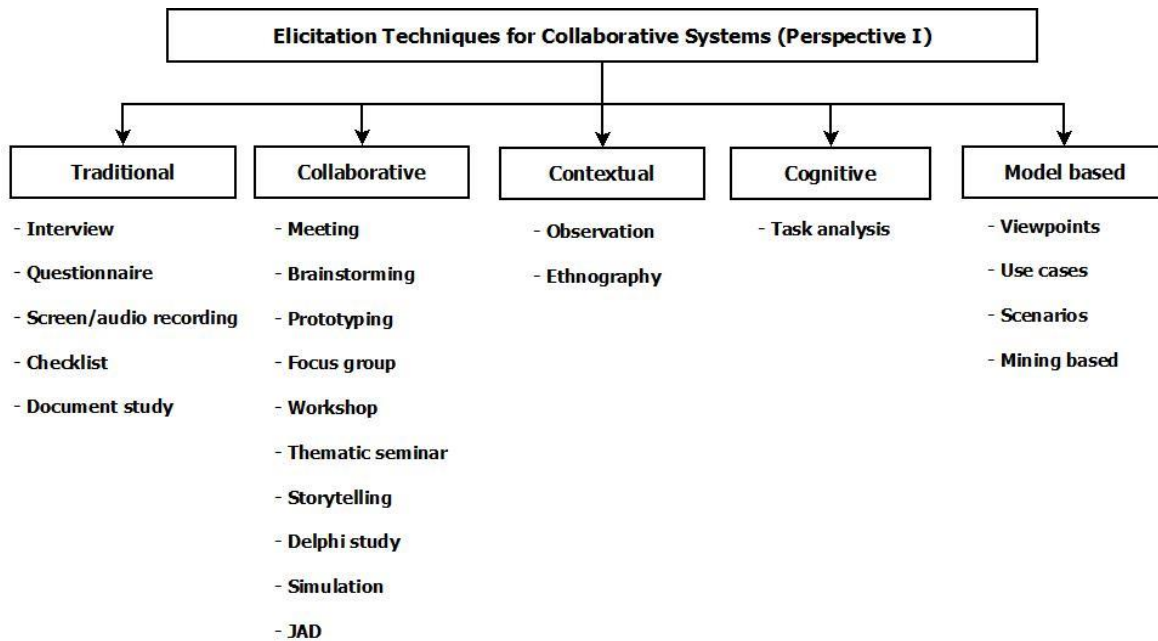 Elicitation Techniques for Collaborative Systems (Perspective I)
Traditional
- Interview
- Questionnaire
- Screen/audio recording
- Checklist
- Document study
Collaborative
- Meeting
- Brainstorming
- Prototyping
- Focus group
- Workshop
- Thematic seminar
- Storytelling
- Delphi study
- Simulation
- JAD
Contextual
- Observation
- Ethnography
Cognitive
- Task analysis
Model based
- Viewpoints
- Use cases
- Scenarios
- Mining based